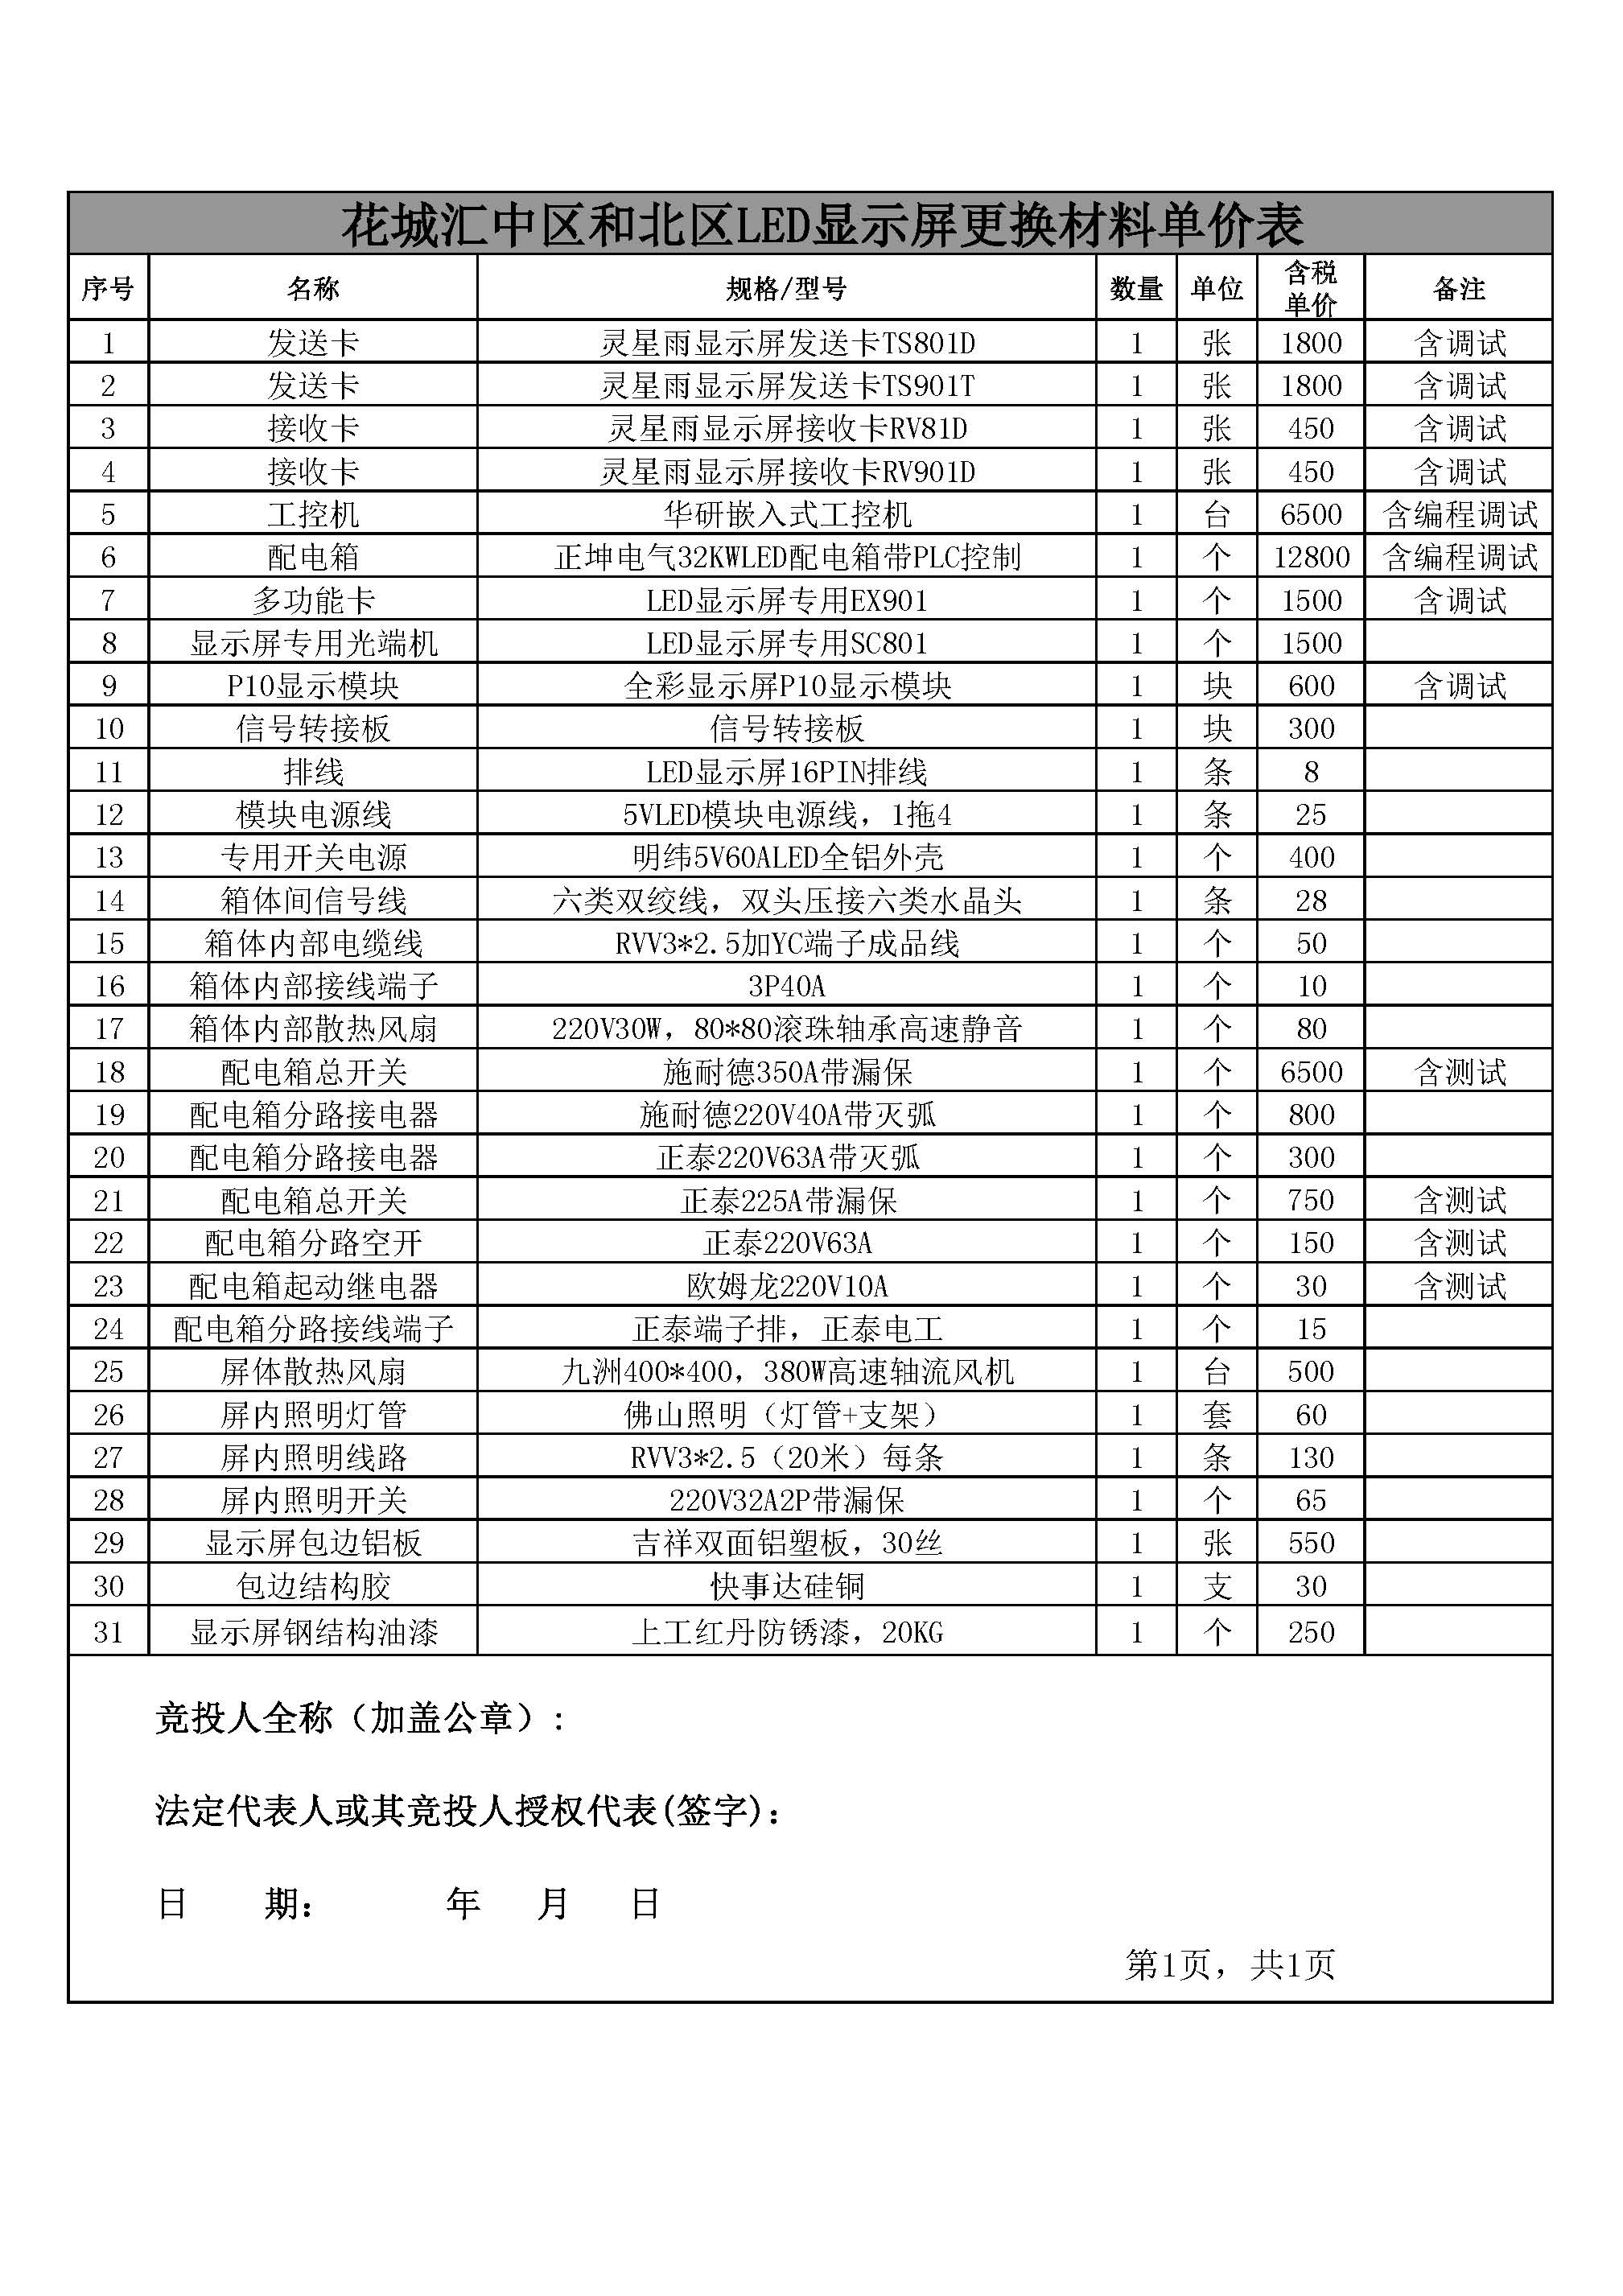 花城汇中区和北区LED显示屏更换材料单价表
序号 名称 规格/型号 数量 单位 含税单价 备注
1 发送卡 灵星雨显示屏发送卡TS801D 1 张 1800 含调试
2 发送卡 灵星雨显示屏发送卡TS901T 1 张 1800 含调试
3 接收卡 灵星雨显示屏接收卡RV81D 1 张 450 含调试
4 接收卡 灵星雨显示屏接收卡RV901D 1 张 450 含调试
5 工控机 华研嵌入式工控机 1 台 6500 含编程调试
6 配电箱 正坤电气32KWLED配电箱带PLC控制 1 个 12800 含编程调试
7 多功能卡 LED显示屏专用EX901 1 个 1500 含调试
8 显示屏专用光端机 LED显示屏专用SC801 1 个 1500
9 P10显示模块 全彩显示屏P10显示模块 1 块 600 含调试
10 信号转接板 信号转接板 1 块 300
11 排线 LED显示屏16PIN排线 1 条 8
12 模块电源线 5VLED模块电源线，1拖4 1 条 25
13 专用开关电源 明纬5V60ALED全铝外壳 1 个 400
14 箱体间信号线 六类双绞线，双头压接六类水晶头 1 条 28
15 箱体内部电缆线 RVV3*2.5加YC端子成品线 1 个 50
16 箱体内部接线端子 3P40A 1 个 10
17 箱体内部散热风扇 220V30W，80*80滚珠轴承高速静音 1 个 80
18 配电箱总开关 施耐德350A带漏保 1 个 6500 含测试
19 配电箱分路接电器 施耐德220V40A带灭弧 1 个 800
20 配电箱分路接电器 正泰220V63A带灭弧 1 个 300
21 配电箱总开关 正泰225A带漏保 1 个 750 含测试
22 配电箱分路空开 正泰220V63A 1 个 150 含测试
23 配电箱起动继电器 欧姆龙220V10A 1 个 30 含测试
24 配电箱分路接线端子 正泰端子排，正泰电工 1 个 15
25 屏体散热风扇 九洲400*400，380W高速轴流风机 1 台 500
26 屏内照明灯管 佛山照明（灯管+支架） 1 套 60
27 屏内照明线路 RVV3*2.5（20米）每条 1 条 130
28 屏内照明开关 220V32A2P带漏保 1 个 65
29 显示屏包边铝板 吉祥双面铝塑板，30丝 1 张 550
30 包边结构胶 快事达硅铜 1 支 30
31 显示屏钢结构油漆 上工红丹防锈漆，20KG 1 个 250
竞投人全称（加盖公章）：
法定代表人或其竞投人授权代表(签字)：
日 期： 年 月 日
第1页，共1页